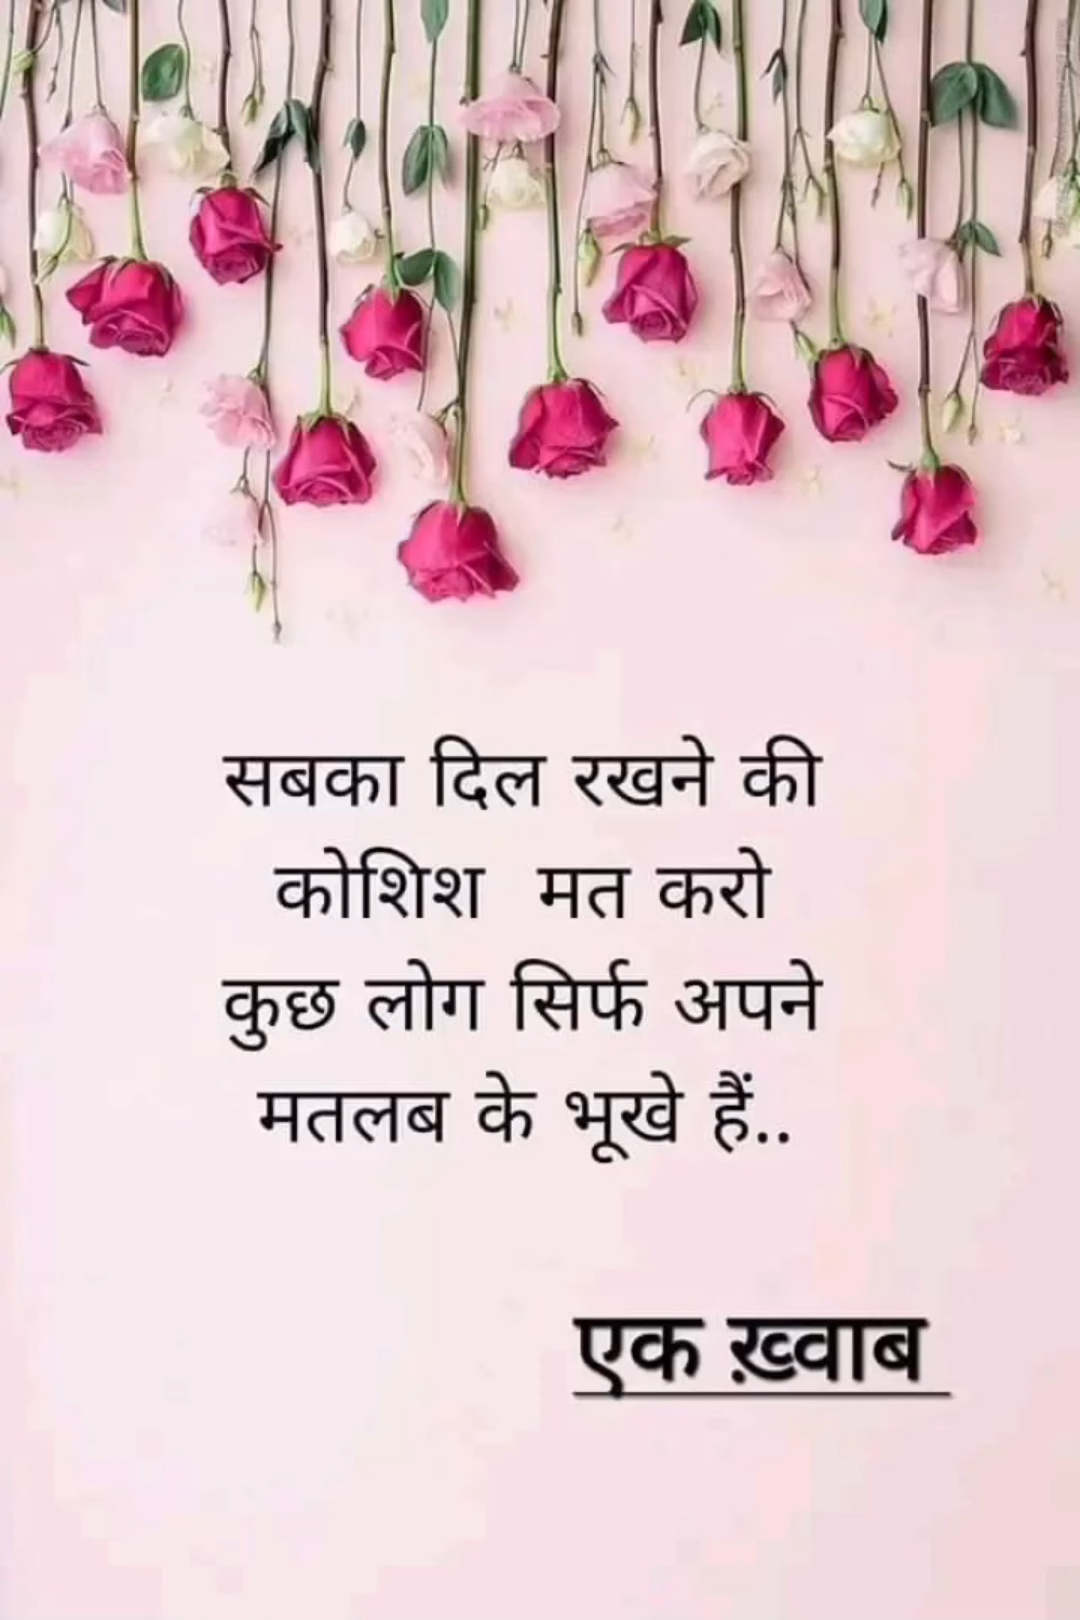 सबका दिल रखने की
कोशिश मत करो
कुछ लोग सिर्फ अपने
मतलब के भूखे हैं..
एक ख़्वाब